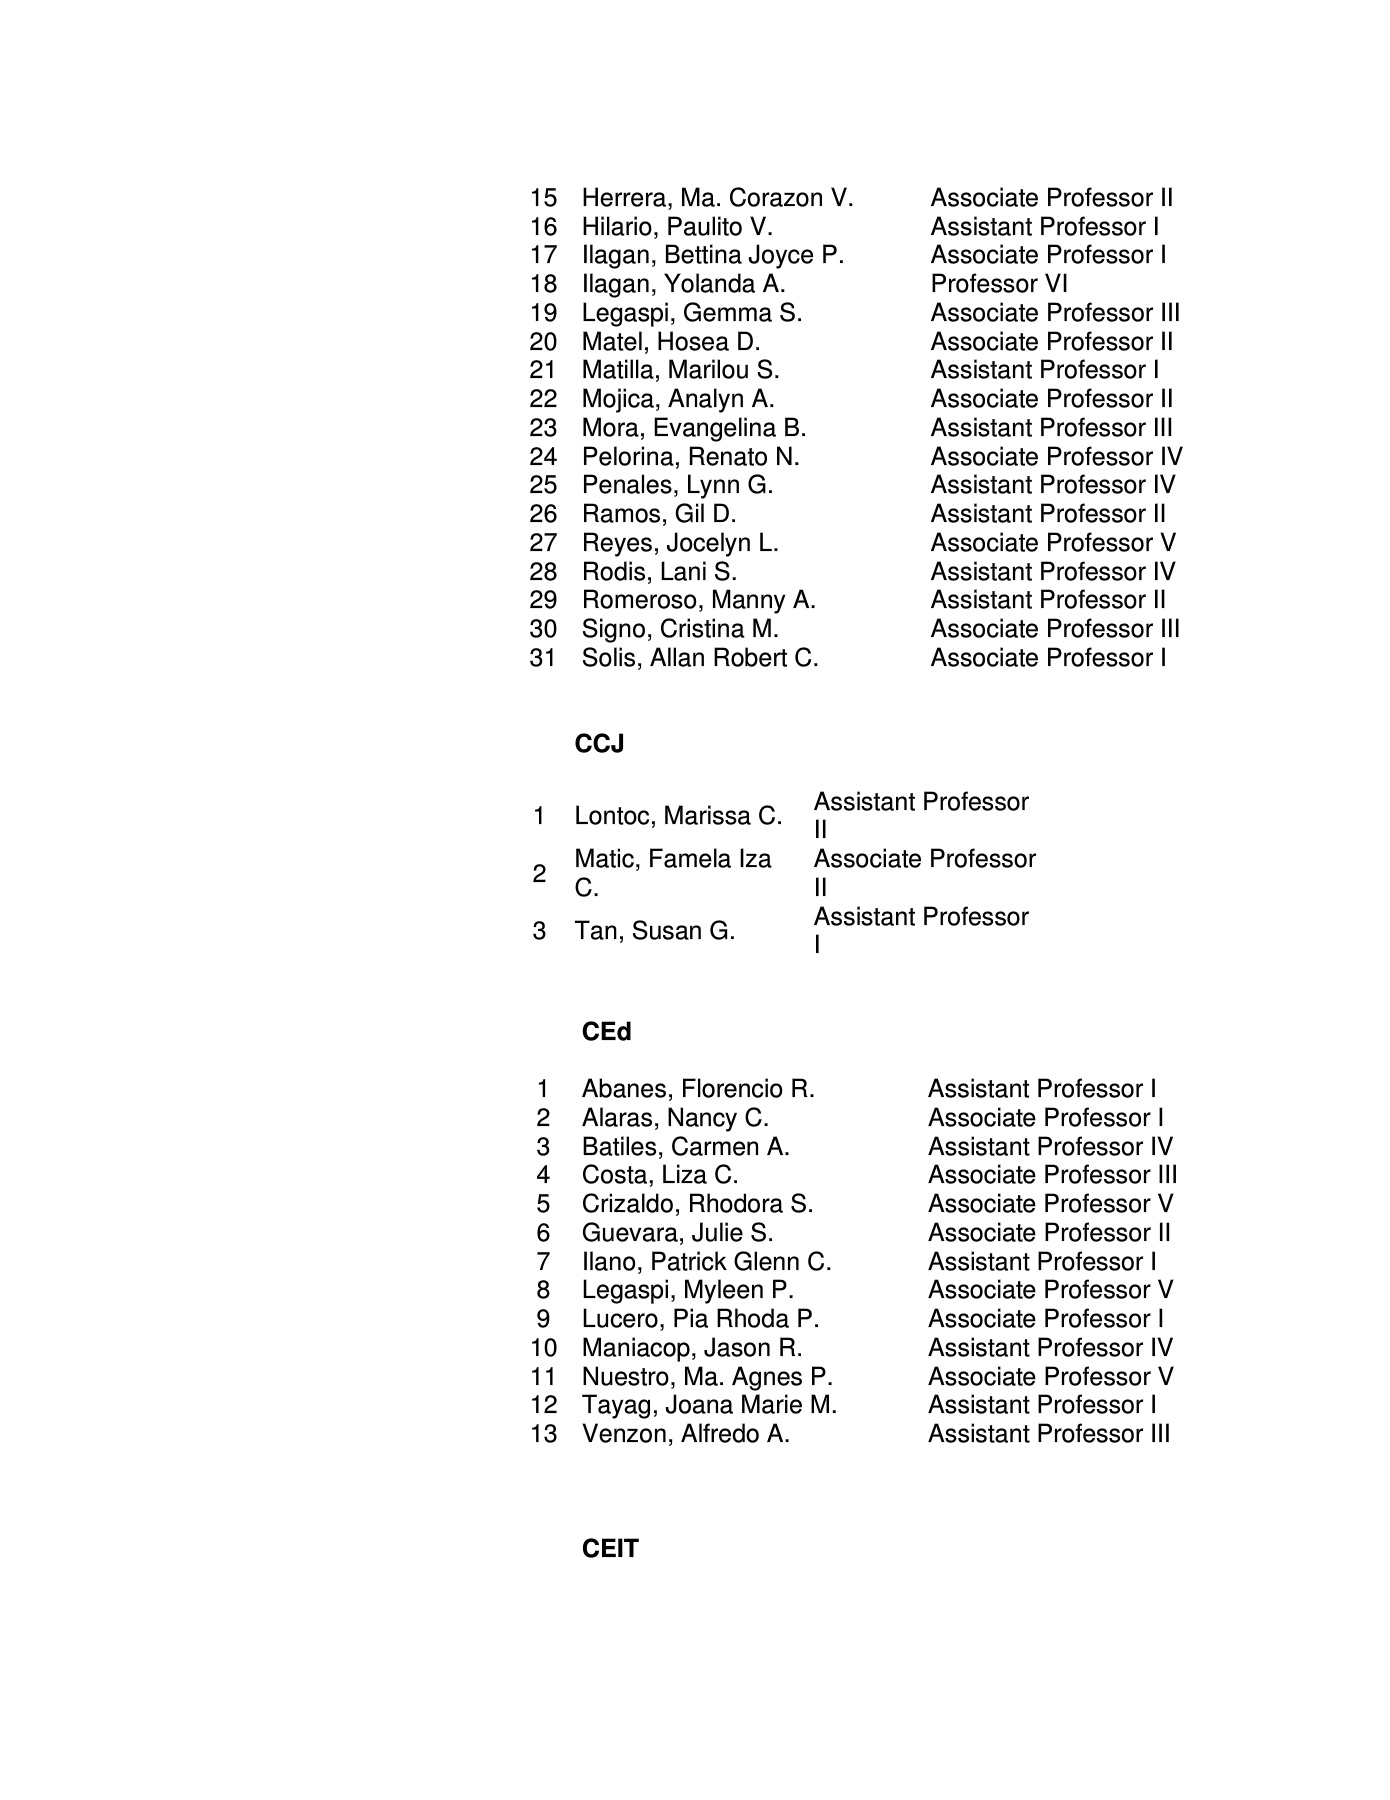 15 Herrera, Ma. Corazon V. Associate Professor II
16 Hilario, Paulito V. Assistant Professor I
17 Ilagan, Bettina Joyce P. Associate Professor I
18 Ilagan, Yolanda A. Professor VI
19 Legaspi, Gemma S. Associate Professor III
20 Matel, Hosea D. Associate Professor II
21 Matilla, Marilou S. Assistant Professor I
22 Mojica, Analyn A. Associate Professor II
23 Mora, Evangelina B. Assistant Professor III
24 Pelorina, Renato N. Associate Professor IV
25 Penales, Lynn G. Assistant Professor IV
26 Ramos, Gil D. Assistant Professor II
27 Reyes, Jocelyn L. Associate Professor V
28 Rodis, Lani S. Assistant Professor IV
29 Romeroso, Manny A. Assistant Professor II
30 Signo, Cristina M. Associate Professor III
31 Solis, Allan Robert C. Associate Professor I
CCJ
1 Lontoc, Marissa C. Assistant Professor
II
2 Matic, Famela Iza Associate Professor
C. II
3 Tan, Susan G. Assistant Professor
I
CEd
1 Abanes, Florencio R. Assistant Professor I
2 Alaras, Nancy C. Associate Professor I
3 Batiles, Carmen A. Assistant Professor IV
4 Costa, Liza C. Associate Professor III
5 Crizaldo, Rhodora S. Associate Professor V
6 Guevara, Julie S. Associate Professor II
7 Ilano, Patrick Glenn C. Assistant Professor I
8 Legaspi, Myleen P. Associate Professor V
9 Lucero, Pia Rhoda P. Associate Professor I
10 Maniacop, Jason R. Assistant Professor IV
11 Nuestro, Ma. Agnes P. Associate Professor V
12 Tayag, Joana Marie M. Assistant Professor I
13 Venzon, Alfredo A. Assistant Professor III
CEIT